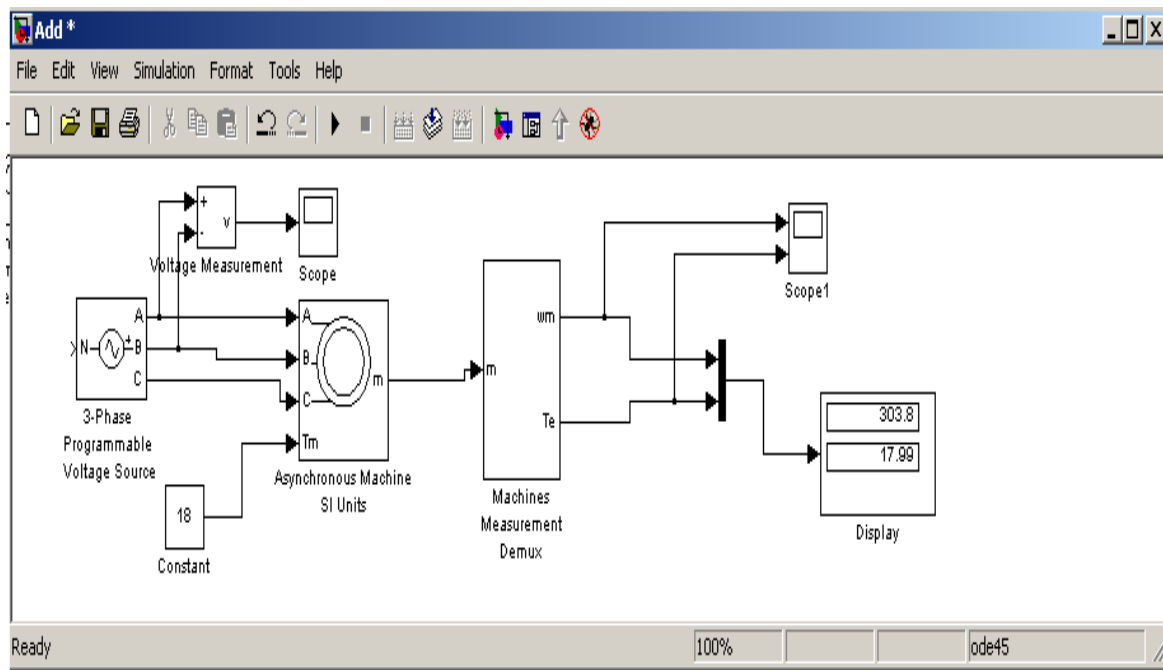 Add *
File Edit View Simulation Format Tools Help
+
-
v
Voltage Measurement
Scope
N
+
A
B
C
3-Phase
Programmable
Voltage Source
A
B
C
Tm
m
Asynchronous Machine
SI Units
18
Constant
m
wm
Te
Machines
Measurement
Demux
Scope1
303.8
17.99
Display
Ready
100%
ode45